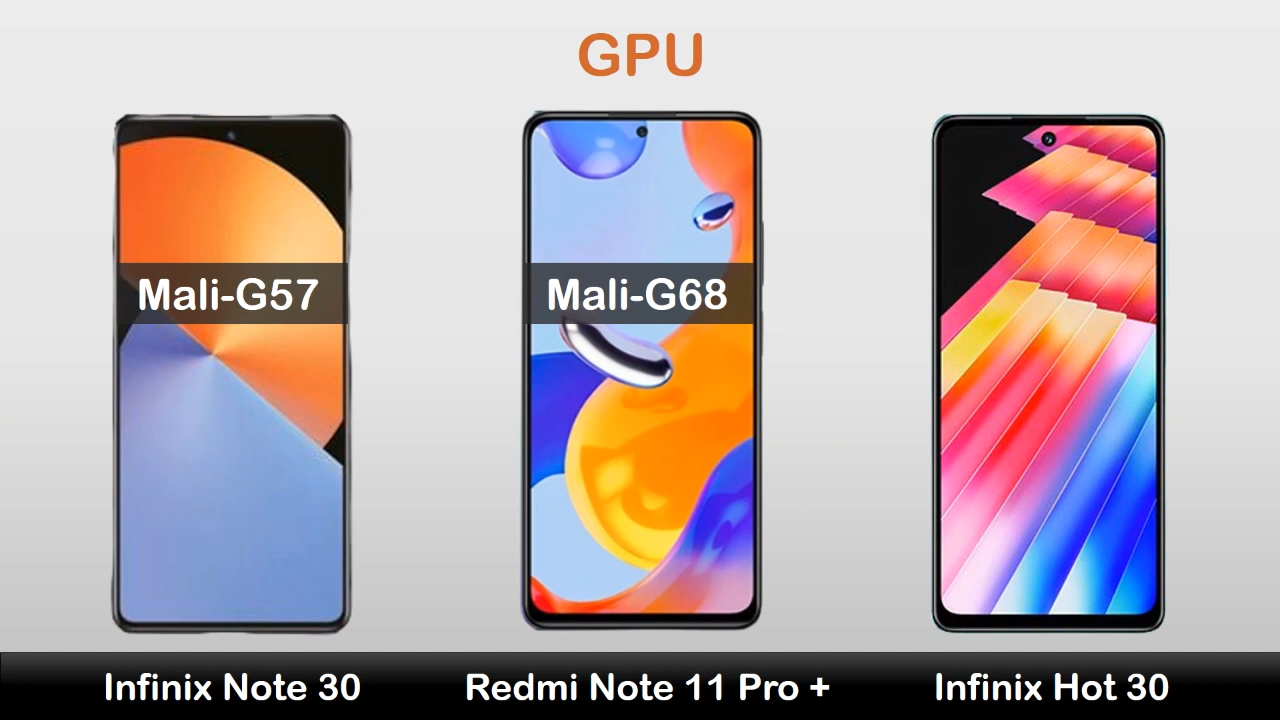 GPU
Mali-G57
Mali-G68
Infinix Note 30
Redmi Note 11 Pro +
Infinix Hot 30